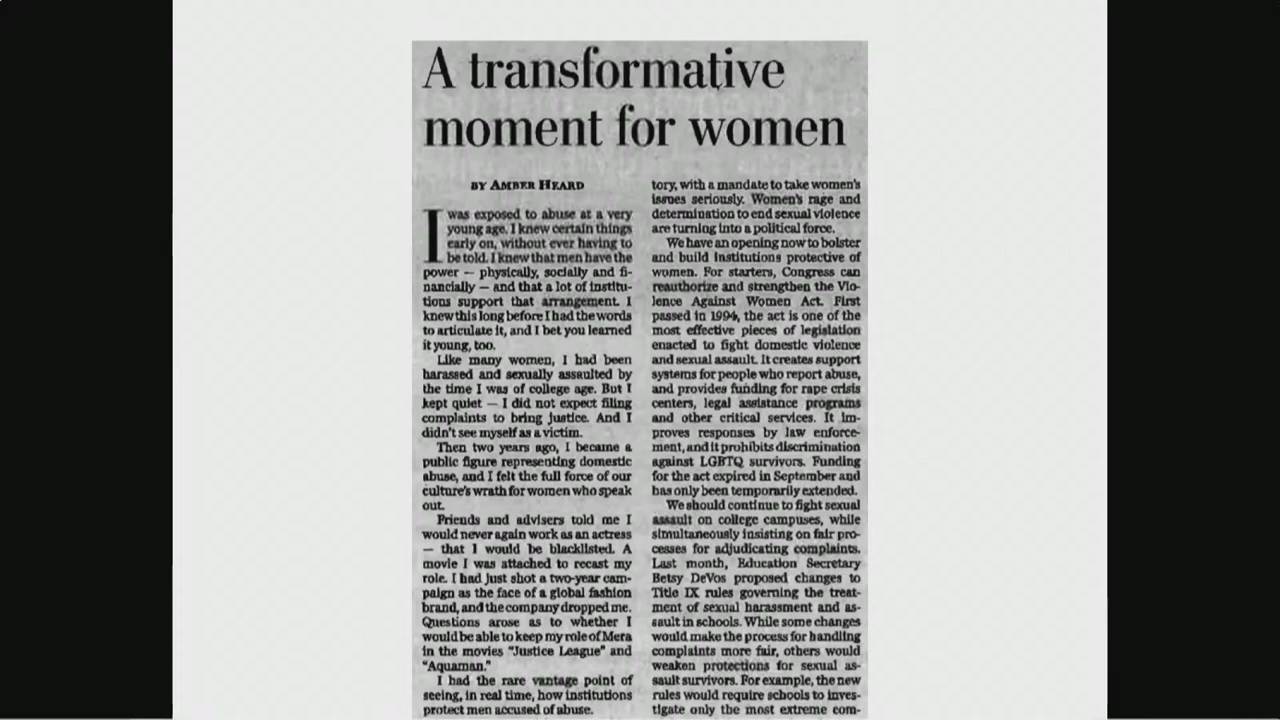 A transformative
moment for women
BY AMBER HEARD
I was exposed to abuse at a very
young age. I knew certain things
early on, without ever having to
be told. I knew that men have the
power — physically, socially and fi-
nancially — and that a lot of institu-
tions support that arrangement. I
knew this long before I had the words
to articulate it, and I bet you learned
it young, too.
Like many women, I had been
harassed and sexually assaulted by
the time I was of college age. But I
kept quiet — I did not expect filing
complaints to bring justice. And I
didn't see myself as a victim.
Then two years ago, I became a
public figure representing domestic
abuse, and I felt the full force of our
culture's wrath for women who speak
out.
Friends and advisers told me I
would never again work as an actress
— that I would be blacklisted. A
movie I was attached to recast my
role. I had just shot a two-year cam-
paign as the face of a global fashion
brand, and the company dropped me.
Questions arose as to whether I
would be able to keep my role of Mera
in the movies "Justice League" and
"Aquaman."
I had the rare vantage point of
seeing, in real time, how institutions
protect men accused of abuse.
tory, with a mandate to take women's
issues seriously. Women's rage and
determination to end sexual violence
are turning into a political force.
We have an opening now to bolster
and build institutions protective of
women. For starters, Congress can
reauthorize and strengthen the Vio-
lence Against Women Act. First
passed in 1994, the act is one of the
most effective pieces of legislation
enacted to fight domestic violence
and sexual assault. It creates support
systems for people who report abuse,
and provides funding for rape crisis
centers, legal assistance programs
and other critical services. It im-
proves responses by law enforce-
ment, and it prohibits discrimination
against LGBTQ survivors. Funding
for the act expired in September and
has only been temporarily extended.
We should continue to fight sexual
assault on college campuses, while
simultaneously insisting on fair pro-
cesses for adjudicating complaints.
Last month, Education Secretary
Betsy DeVos proposed changes to
Title IX rules governing the treat-
ment of sexual harassment and as-
sault in schools. While some changes
would make the process for handling
complaints more fair, others would
weaken protections for sexual as-
sault survivors. For example, the new
rules would require schools to inves-
tigate only the most extreme com-